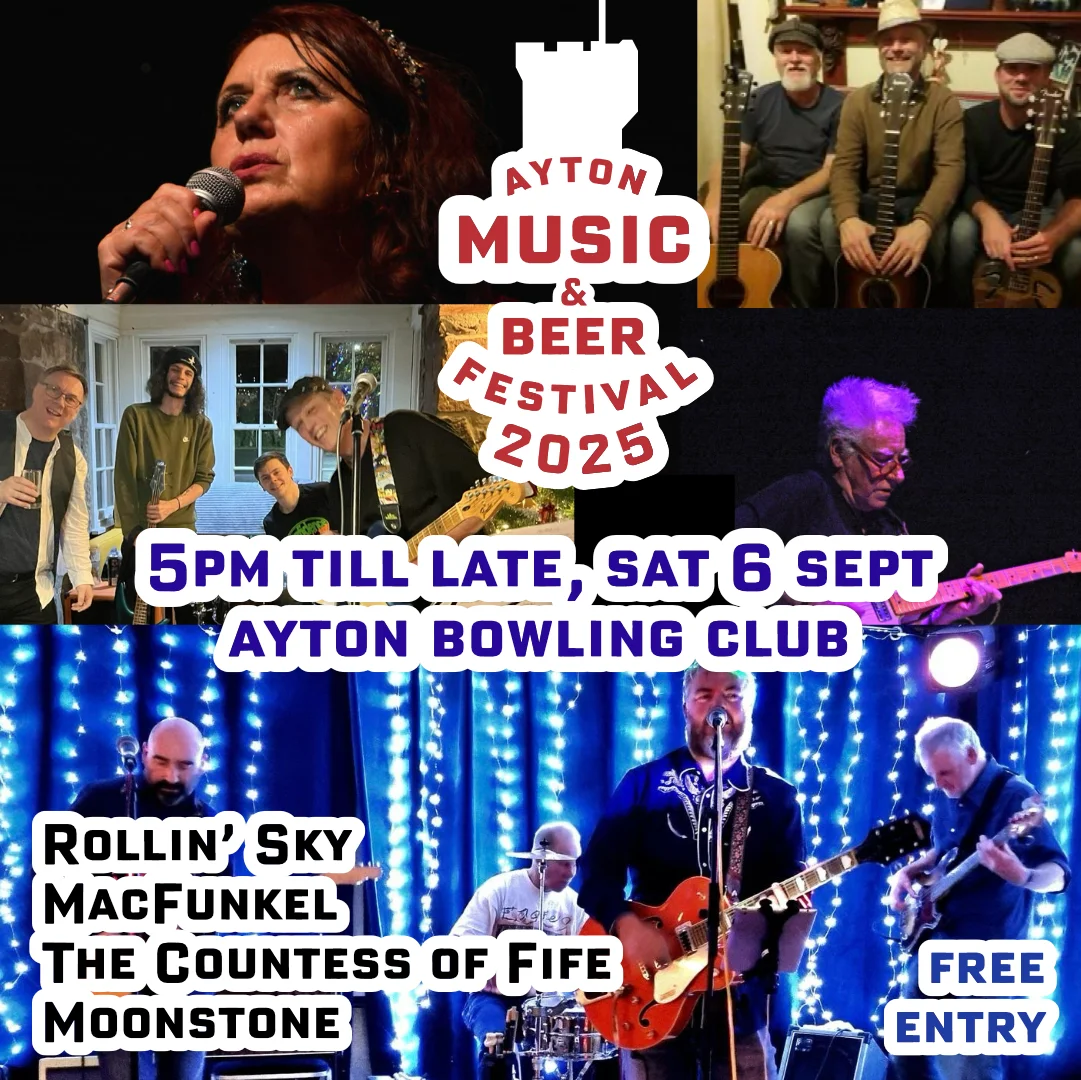 AYTON
MUSIC
&
BEER
FESTIVAL
2025
5PM TILL LATE, SAT 6 SEPT
AYTON BOWLING CLUB
ROLLIN' SKY
MACFUNKEL
THE COUNTESS OF FIFE
MOONSTONE
FREE
ENTRY